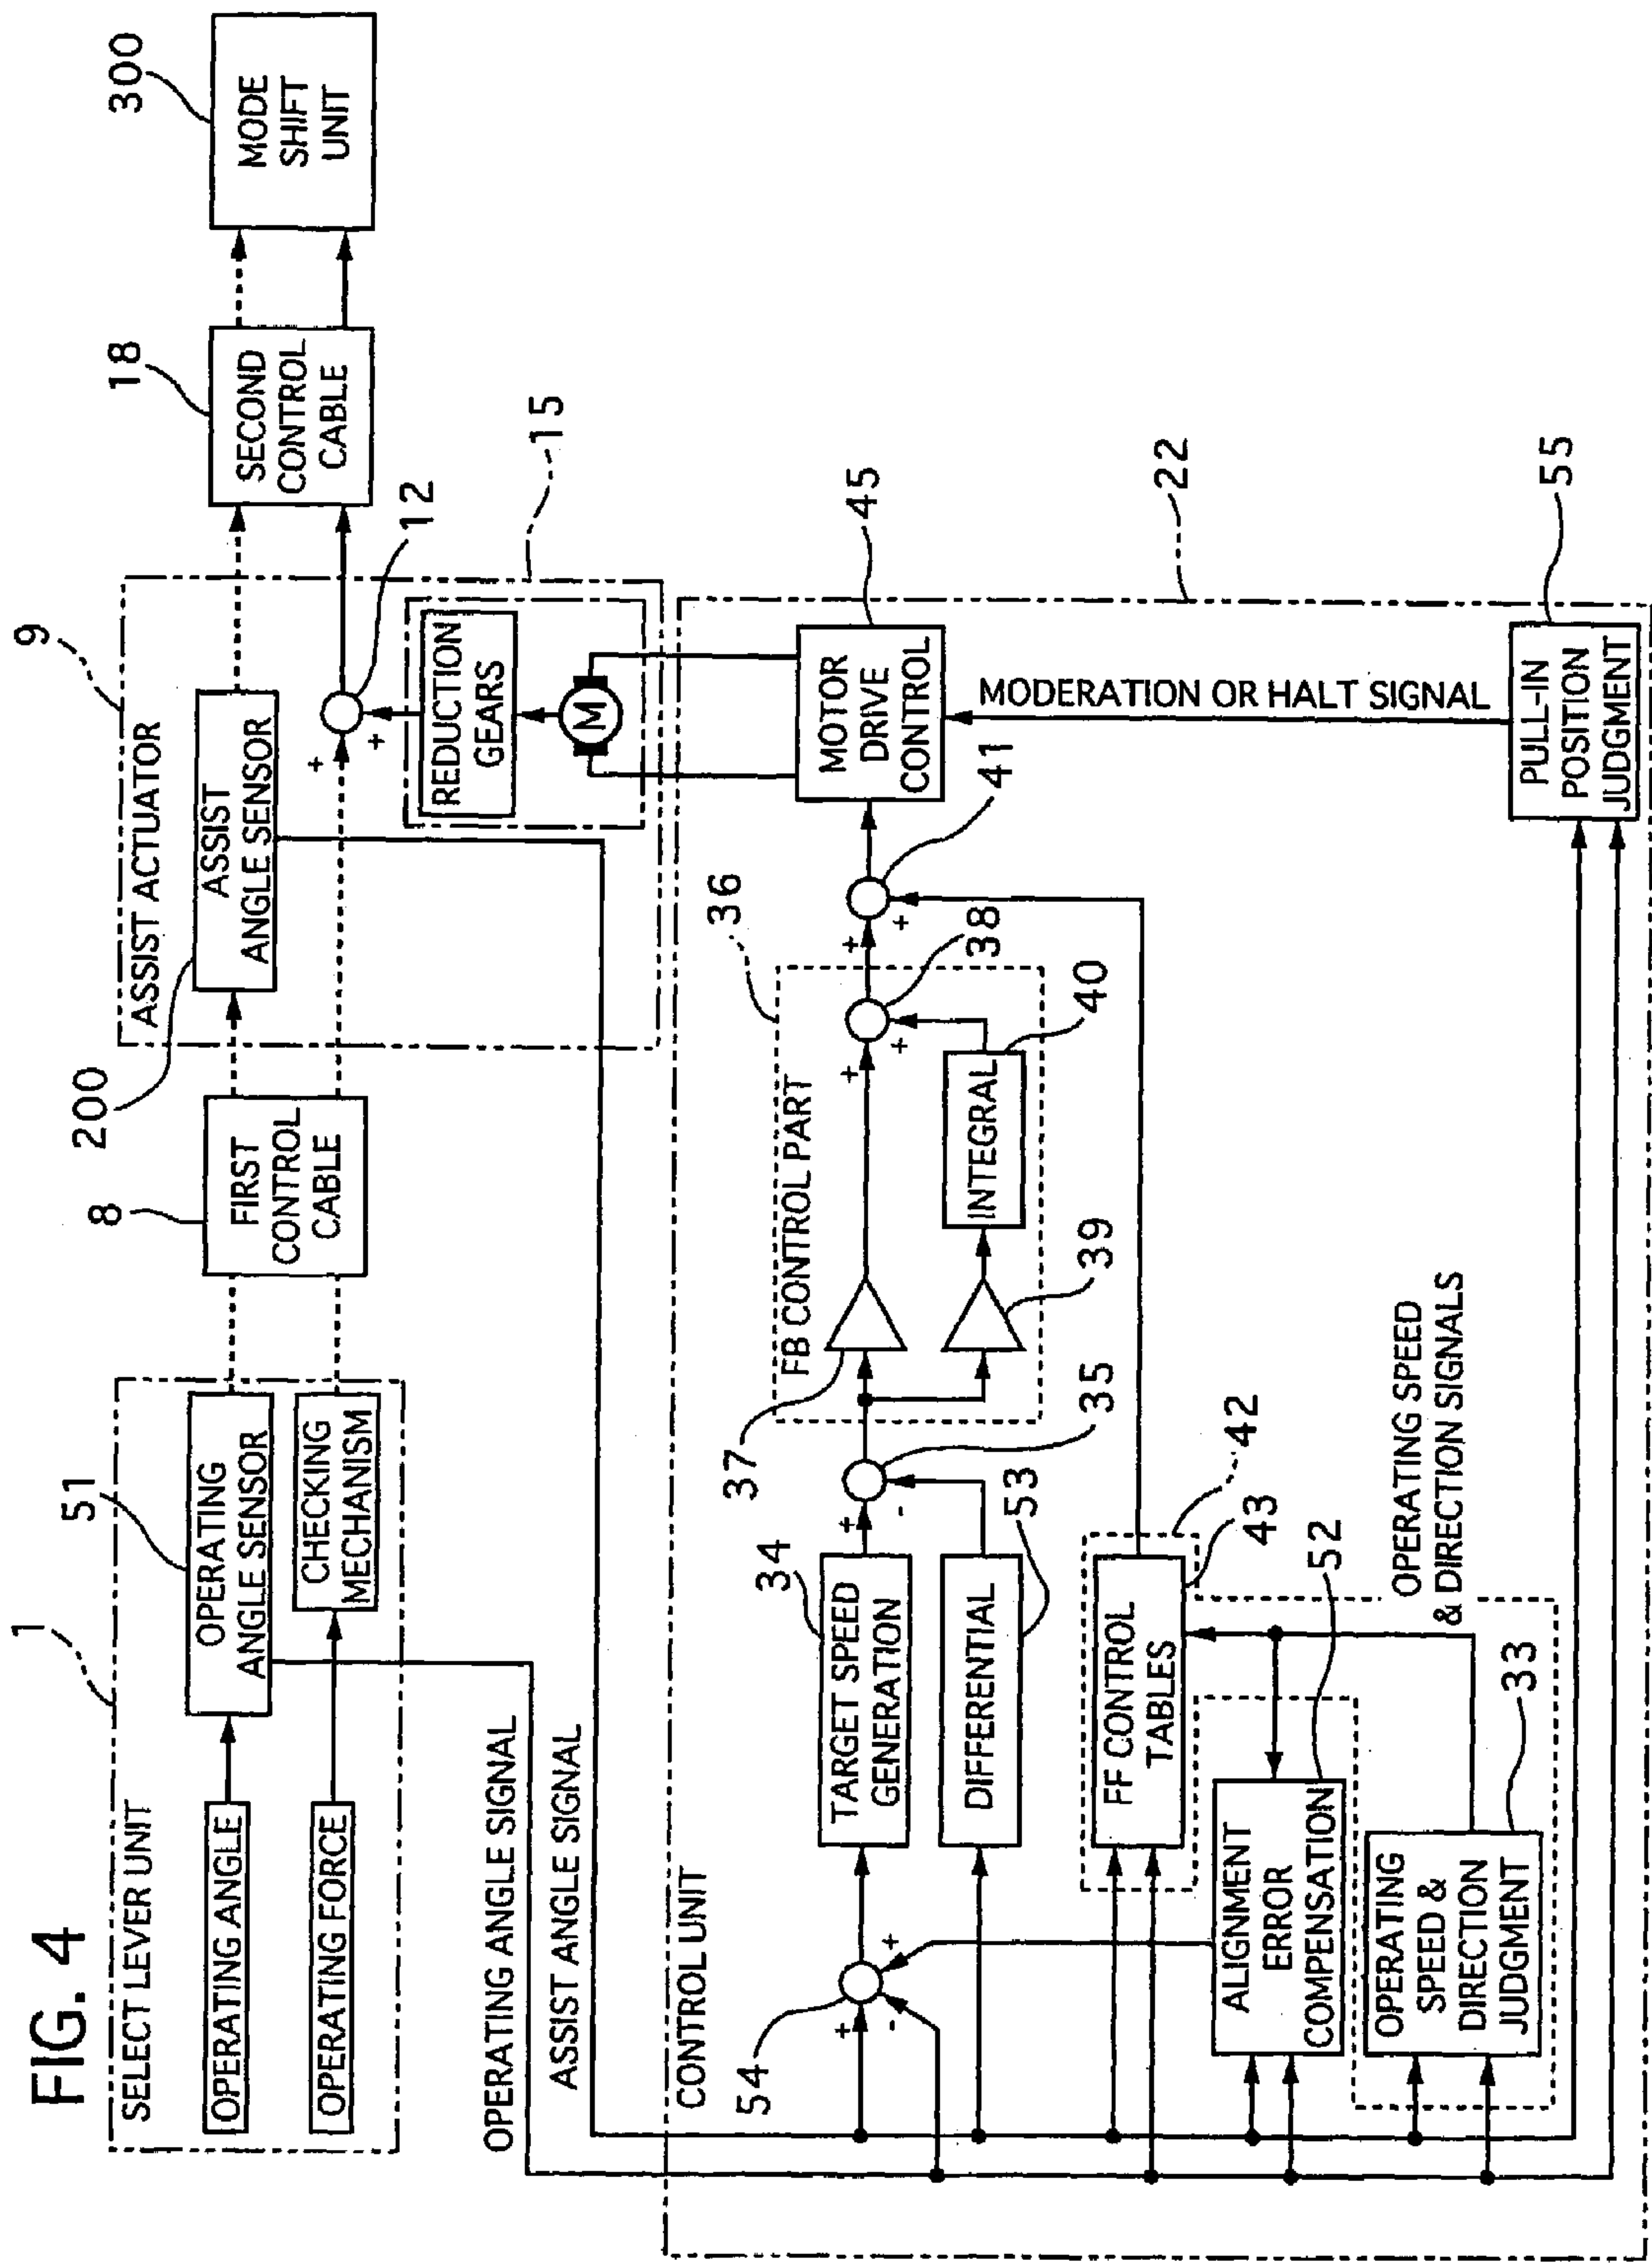 FIG. 4
1
SELECT LEVER UNIT
OPERATING ANGLE
OPERATING FORCE
51
OPERATING
ANGLE SENSOR
CHECKING
MECHANISM
8
FIRST
CONTROL
CABLE
200
9
ASSIST ACTUATOR
ASSIST
ANGLE SENSOR
+
+
12
REDUCTION
GEARS
M
15
18
SECOND
CONTROL
CABLE
300
MODE
SHIFT
UNIT
OPERATING ANGLE SIGNAL
ASSIST ANGLE SIGNAL
CONTROL UNIT
22
54
+
-
+
34
TARGET SPEED
GENERATION
DIFFERENTIAL
53
+
-
35
36
FB CONTROL PART
37
39
INTEGRAL
40
+
+
38
+
+
41
45
MOTOR
DRIVE
CONTROL
FF CONTROL
TABLES
42
43
ALIGNMENT
ERROR
COMPENSATION
52
OPERATING
SPEED &
DIRECTION
JUDGMENT
33
OPERATING SPEED
& DIRECTION SIGNALS
MODERATION OR HALT SIGNAL
PULL-IN
POSITION
JUDGMENT
55